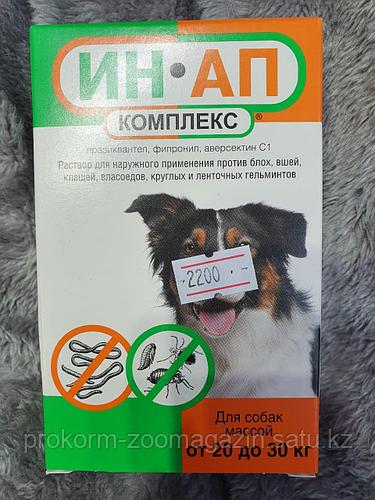 ИН•АП
КОМПЛЕКС ®
празиквантел, фипронил, аверсектин С1
Раствор для наружного применения против блох, вшей,
клещей, власоедов, круглых и ленточных гельминтов
-2200.-
Для собак
массой
от 20 до 30 кг
prokorm-zoomagazin.satu.kz